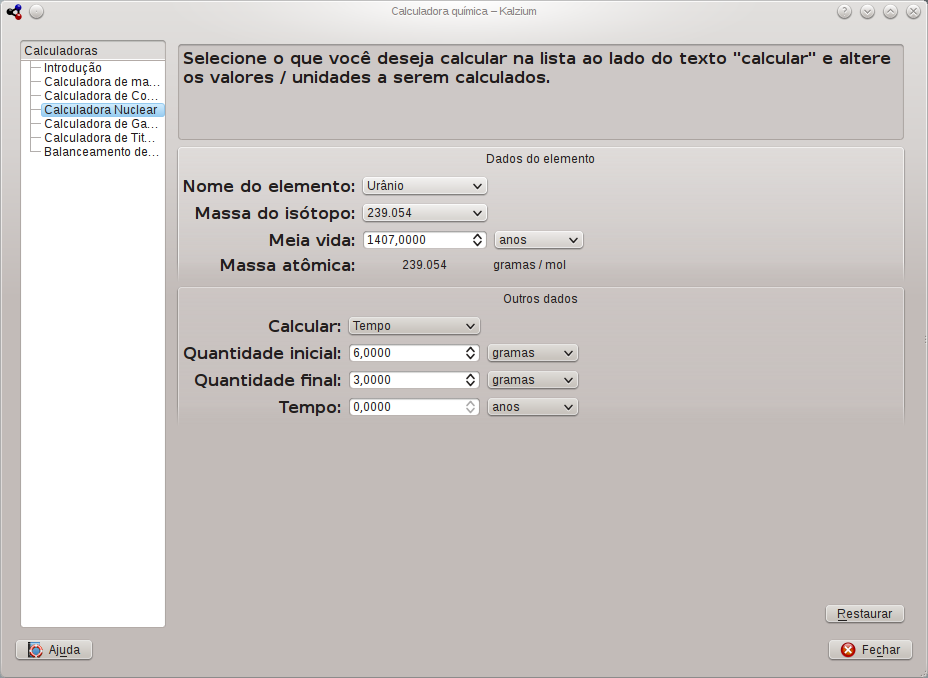 Calculadora química – Kalzium
Calculadoras
Introdução
Calculadora de ma...
Calculadora de Co...
Calculadora Nuclear
Calculadora de Ga...
Calculadora de Tit...
Balanceamento de...
Selecione o que você deseja calcular na lista ao lado do texto "calcular" e altere
os valores / unidades a serem calculados.
Dados do elemento
Nome do elemento: Urânio
Massa do isótopo: 239.054
Meia vida: 1407,0000 anos
Massa atômica: 239.054 gramas / mol
Outros dados
Calcular: Tempo
Quantidade inicial: 6,0000 gramas
Quantidade final: 3,0000 gramas
Tempo: 0,0000 anos
Restaurar
Ajuda
Fechar